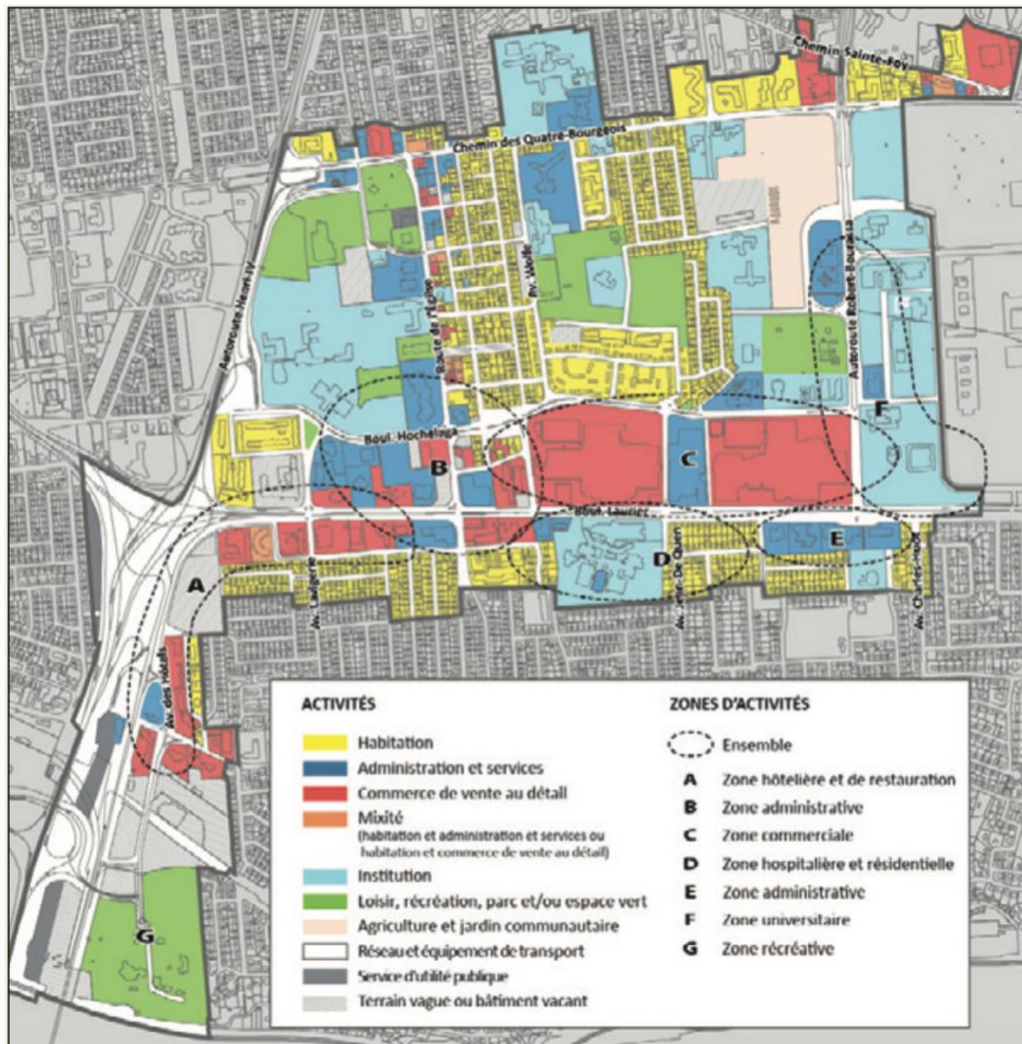 Chemin Sainte-Foy
Chemin des Quatre-Bourgeois
Autoroute Henri-IV
Route de l'Église
Av. Wolfe
Autoroute Robert-Bourassa
Boul. Hochelaga
B
C
F
Boul. Laurier
A
D
E
Av. Lavigerie
Av. Jean-De Quen
Av. Charles-Huot
Av. des Hôtels
G
ACTIVITÉS
Habitation
Administration et services
Commerce de vente au détail
Mixité
(habitation et administration et services ou
habitation et commerce de vente au détail)
Institution
Loisir, récréation, parc et/ou espace vert
Agriculture et jardin communautaire
Réseau et équipement de transport
Service d'utilité publique
Terrain vague ou bâtiment vacant
ZONES D'ACTIVITÉS
Ensemble
A Zone hôtelière et de restauration
B Zone administrative
C Zone commerciale
D Zone hospitalière et résidentielle
E Zone administrative
F Zone universitaire
G Zone récréative